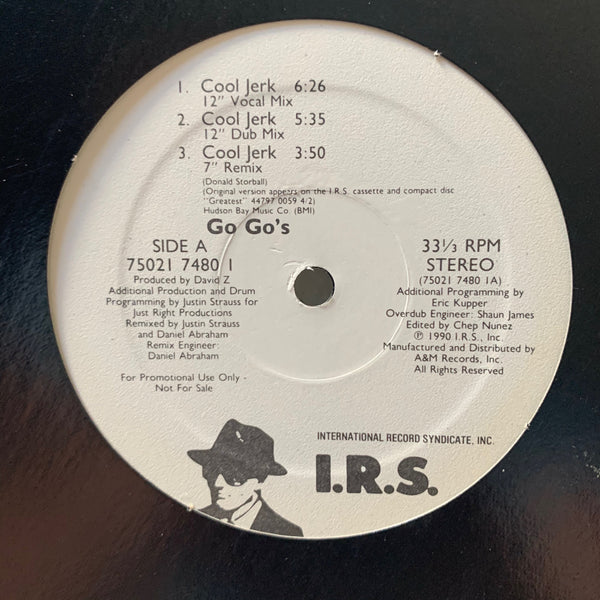 1. Cool Jerk 6:26
12" Vocal Mix
2. Cool Jerk 5:35
12" Dub Mix
3. Cool Jerk 3:50
7" Remix
(Donald Storball)
(Original version appears on the I.R.S. cassette and compact disc
"Greatest" 44797 0059 4/2)
Hudson Bay Music Co. (BMI)
Go Go's
SIDE A
75021 7480 1
Produced by David Z
Additional Production and Drum
Programming by Justin Strauss for
Just Right Productions
Remixed by Justin Strauss
and Daniel Abraham
Remix Engineer:
Daniel Abraham
For Promotional Use Only -
Not For Sale
33⅓ RPM
STEREO
(75021 7480 1A)
Additional Programming by
Eric Kupper
Overdub Engineer: Shaun James
Edited by Chep Nunez
℗ 1990 I.R.S., Inc.
Manufactured and Distributed by
A&M Records, Inc.
All Rights Reserved
INTERNATIONAL RECORD SYNDICATE, INC.
I.R.S.